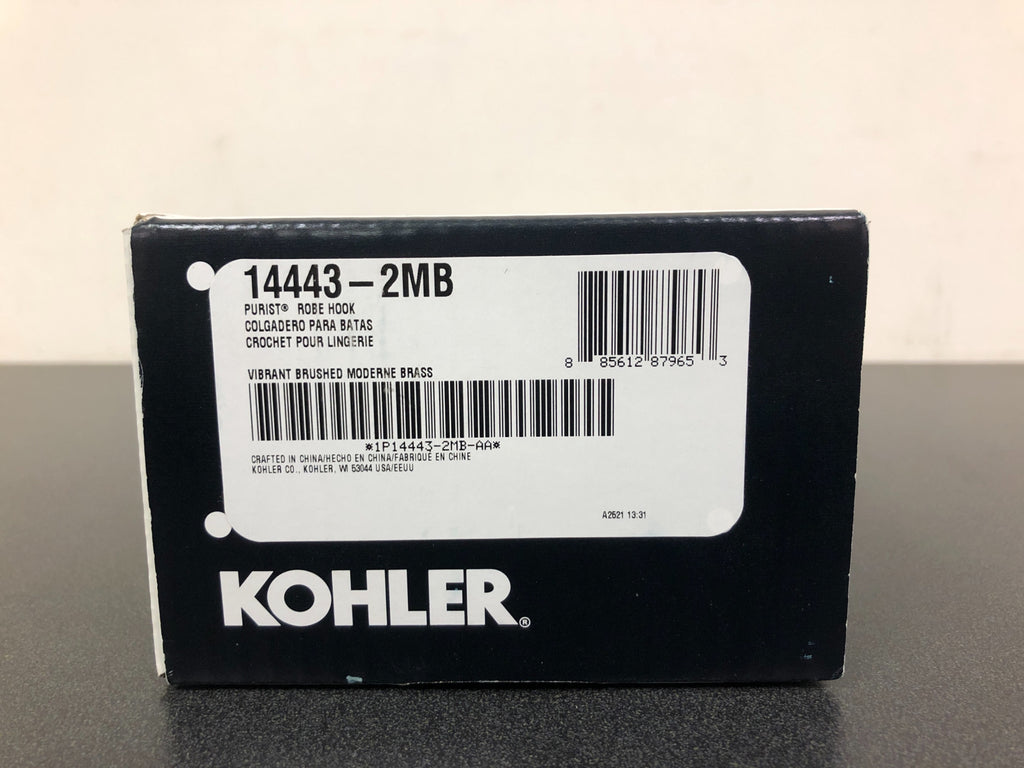 14443-2MB
PURIST® ROBE HOOK
COLGADERO PARA BATAS
CROCHET POUR LINGERIE
VIBRANT BRUSHED MODERNE BRASS
8 85612 87965 3
*1P14443-2MB-AA*
CRAFTED IN CHINA/HECHO EN CHINA/FABRIQUÉ EN CHINE
KOHLER CO., KOHLER, WI 53044 USA/EEUU
A2621 13:31
KOHLER®